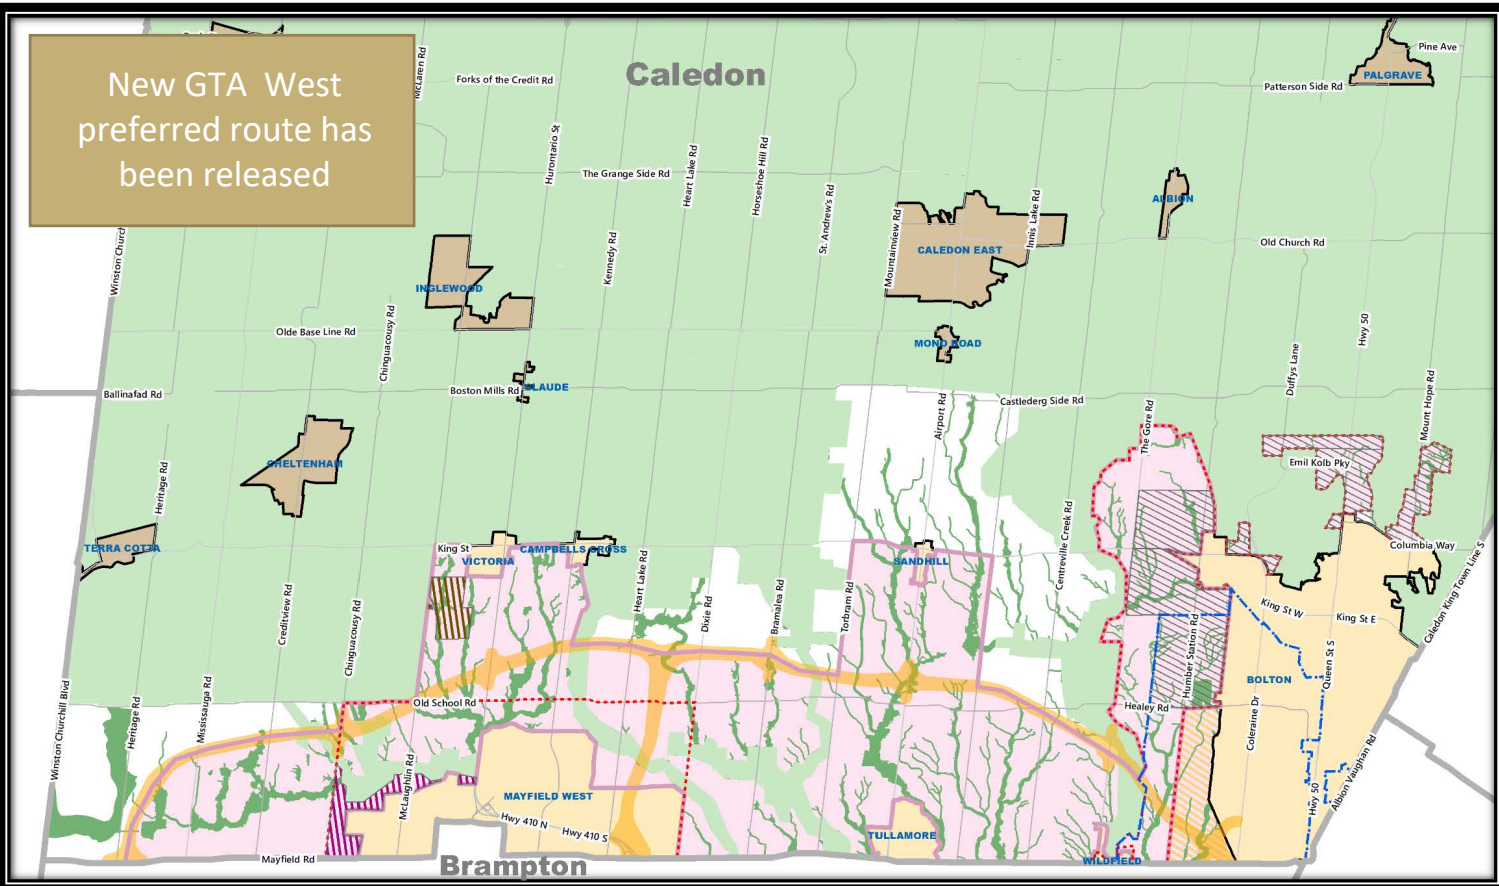 New GTA West
preferred route has
been released
Caledon
Forks of the Credit Rd
McLaren Rd
Pine Ave
PALGRAVE
Patterson Side Rd
Hurontario St
The Grange Side Rd
Heart Lake Rd
Horseshoe Hill Rd
St. Andrew's Rd
Mountainview Rd
Innis Lake Rd
ALBION
CALEDON EAST
Old Church Rd
Winston Church
Kennedy Rd
INGLEWOOD
Olde Base Line Rd
Chinguacousy Rd
MONO ROAD
Hwy 50
Duffys Lane
Mount Hope Rd
Ballinafad Rd
Boston Mills Rd
CLAUDE
Castlederg Side Rd
Airport Rd
The Gore Rd
CHELTENHAM
Heritage Rd
Emil Kolb Pky
TERRA COTTA
King St
VICTORIA
CAMPBELLS CROSS
SANDHILL
Centreville Creek Rd
Columbia Way
Creditview Rd
Chinguacousy Rd
Heart Lake Rd
Dixie Rd
Bramalea Rd
Torbram Rd
King St W
King St E
Caledon King Town Line S
Humber Station Rd
BOLTON
Queen St S
Winston Churchill Blvd
Heritage Rd
Mississauga Rd
Old School Rd
Healey Rd
Coleraine Dr
McLaughlin Rd
MAYFIELD WEST
Hwy 410 N
Hwy 410 S
TULLAMORE
Hwy 50
Albion Vaughan Rd
Mayfield Rd
Brampton
WILDFIELD